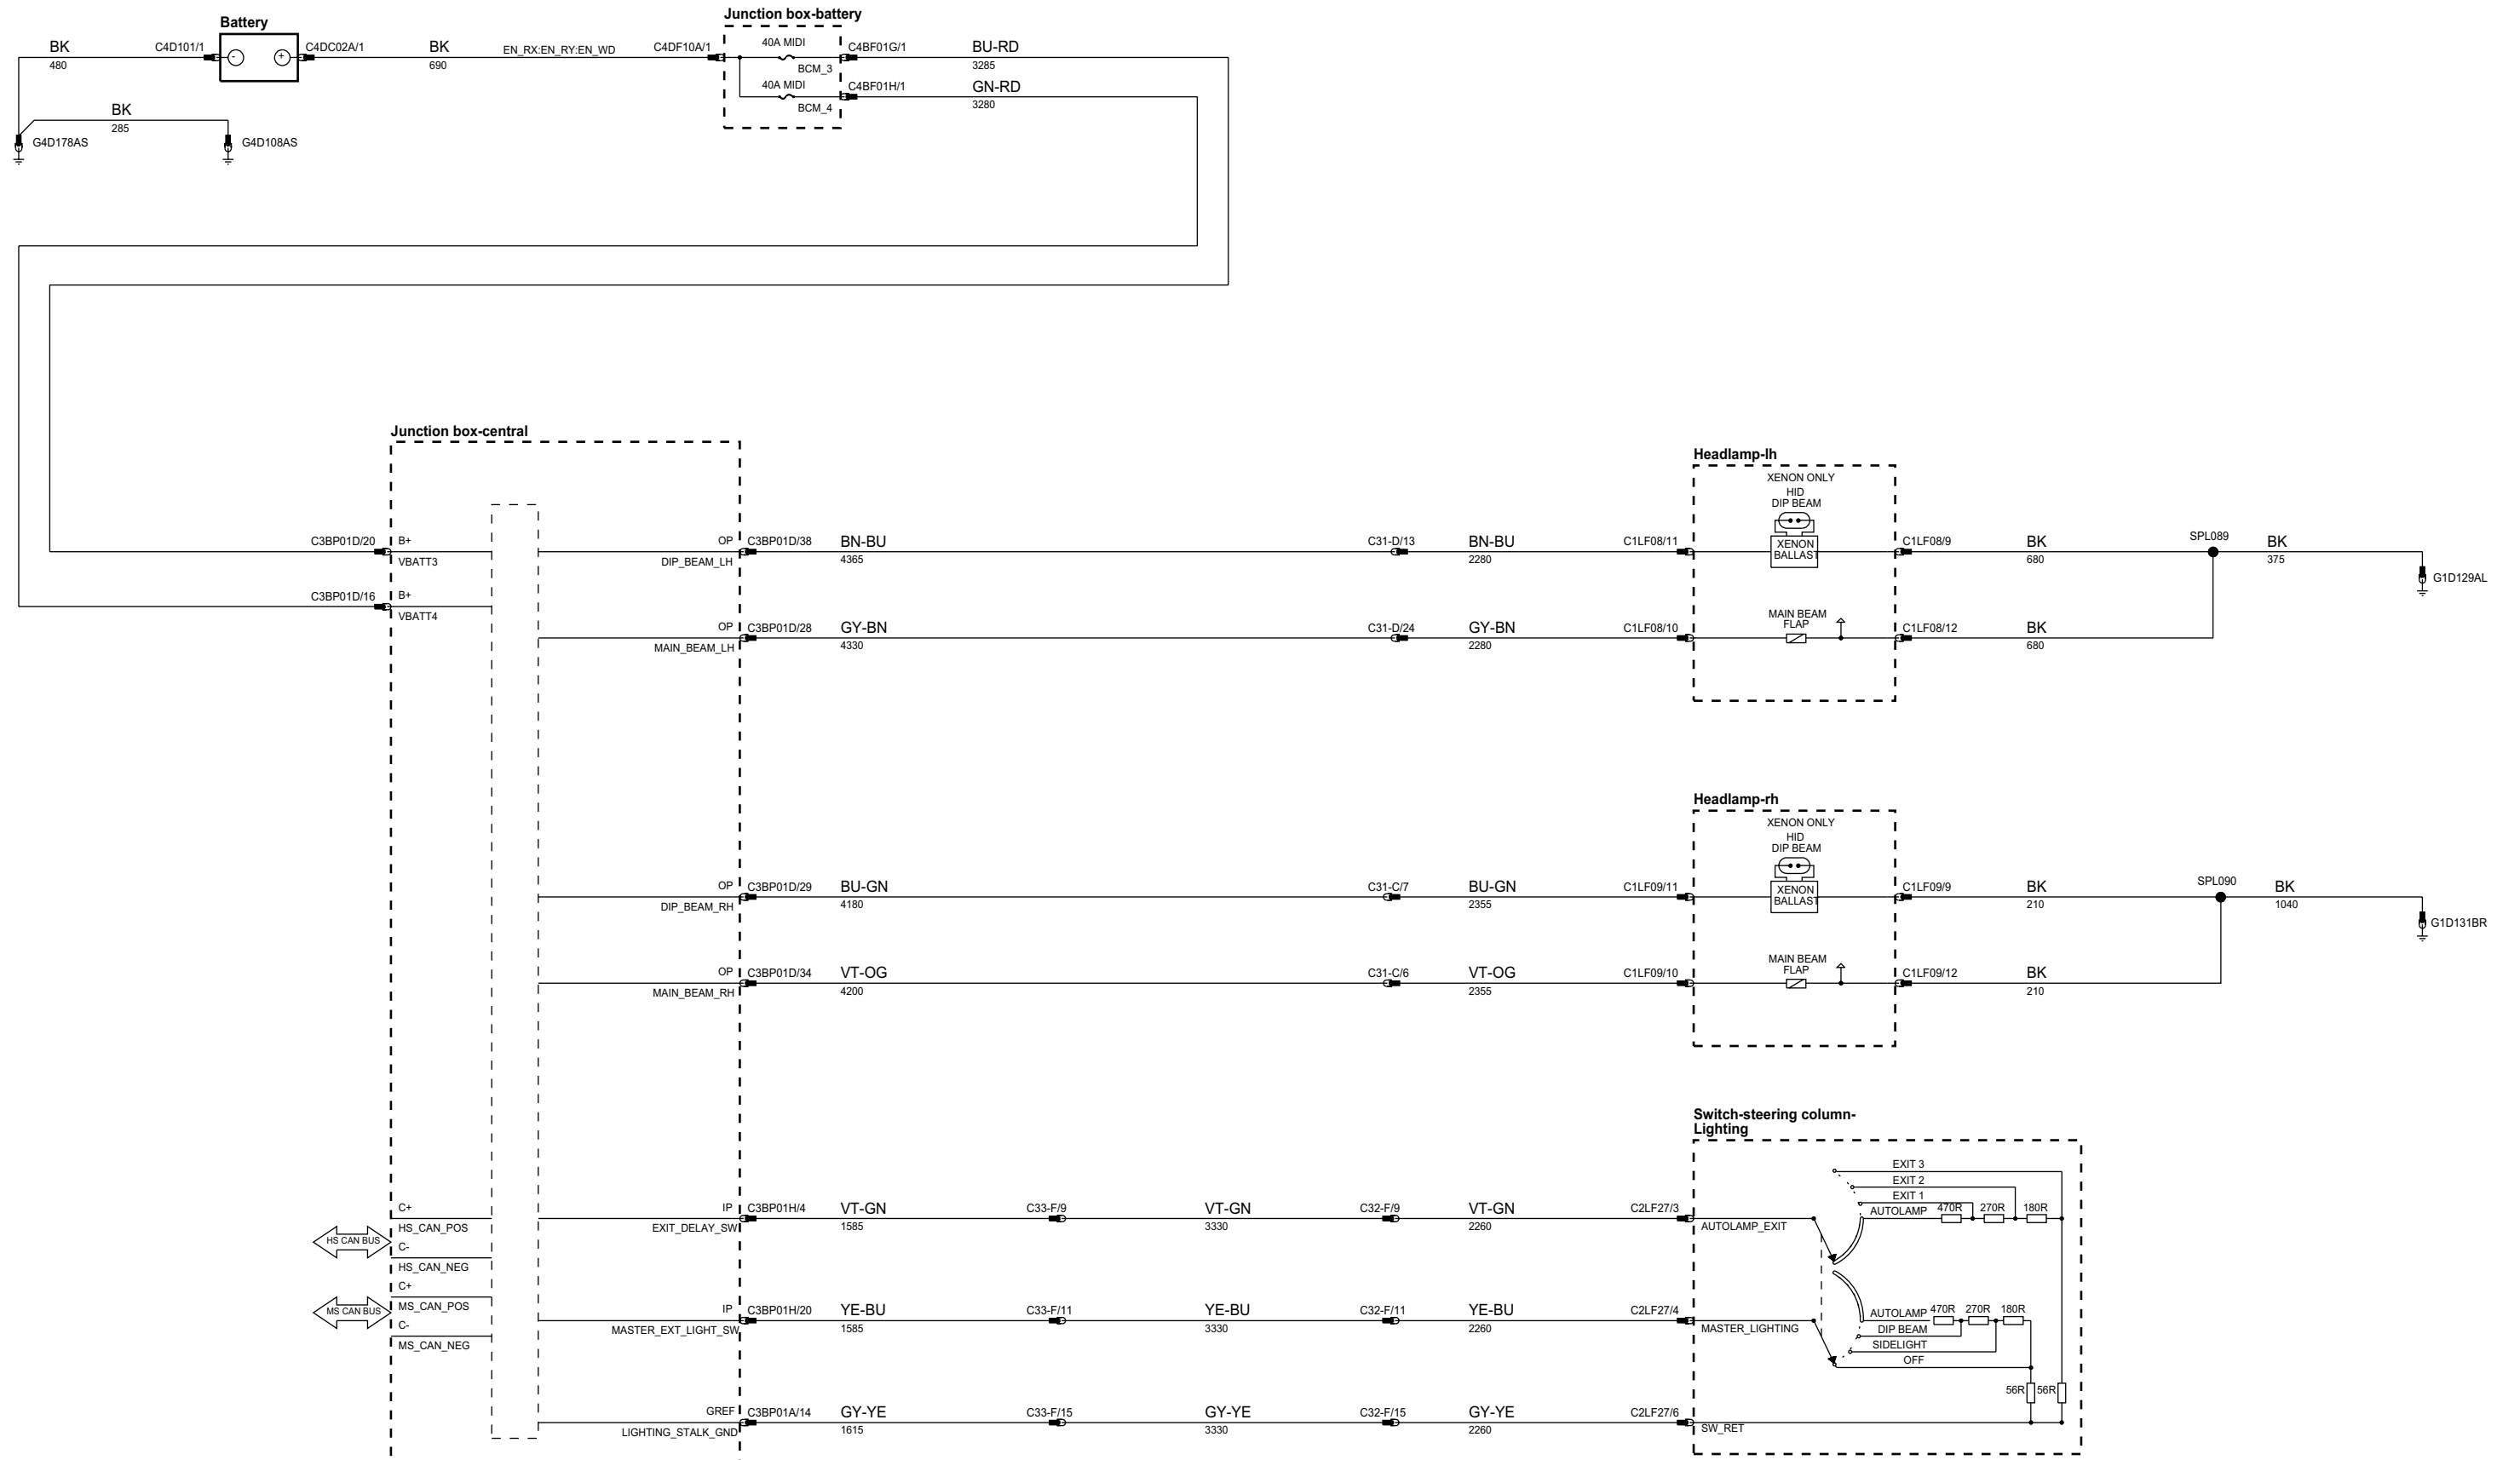 Battery
Junction box-battery
BK
480
C4D101/1
-
+
C4DC02A/1
BK
690
EN_RX:EN_RY:EN_WD
C4DF10A/1
40A MIDI
BCM_3
C4BF01G/1
BU-RD
3285
40A MIDI
BCM_4
C4BF01H/1
GN-RD
3280
BK
285
G4D178AS
G4D108AS
Junction box-central
Headlamp-lh
XENON ONLY
HID
DIP BEAM
XENON
BALLAST
C3BP01D/20
B+
VBATT3
OP
DIP_BEAM_LH
C3BP01D/38
BN-BU
4365
C31-D/13
BN-BU
2280
C1LF08/11
C1LF08/9
BK
680
SPL089
BK
375
G1D129AL
C3BP01D/16
B+
VBATT4
OP
MAIN_BEAM_LH
C3BP01D/28
GY-BN
4330
C31-D/24
GY-BN
2280
C1LF08/10
MAIN BEAM
FLAP
C1LF08/12
BK
680
Headlamp-rh
XENON ONLY
HID
DIP BEAM
XENON
BALLAST
OP
DIP_BEAM_RH
C3BP01D/29
BU-GN
4180
C31-C/7
BU-GN
2355
C1LF09/11
C1LF09/9
BK
210
SPL090
BK
1040
G1D131BR
OP
MAIN_BEAM_RH
C3BP01D/34
VT-OG
4200
C31-C/6
VT-OG
2355
C1LF09/10
MAIN BEAM
FLAP
C1LF09/12
BK
210
Switch-steering column-
Lighting
EXIT 3
EXIT 2
EXIT 1
AUTOLAMP
470R
270R
180R
HS CAN BUS
C+
HS_CAN_POS
C-
HS_CAN_NEG
IP
EXIT_DELAY_SW
C3BP01H/4
VT-GN
1585
C33-F/9
VT-GN
3330
C32-F/9
VT-GN
2260
C2LF27/3
AUTOLAMP_EXIT
MS CAN BUS
C+
MS_CAN_POS
C-
MS_CAN_NEG
IP
MASTER_EXT_LIGHT_SW
C3BP01H/20
YE-BU
1585
C33-F/11
YE-BU
3330
C32-F/11
YE-BU
2260
C2LF27/4
MASTER_LIGHTING
AUTOLAMP
470R
270R
180R
DIP BEAM
SIDELIGHT
OFF
56R
56R
GREF
LIGHTING_STALK_GND
C3BP01A/14
GY-YE
1615
C33-F/15
GY-YE
3330
C32-F/15
GY-YE
2260
C2LF27/6
SW_RET